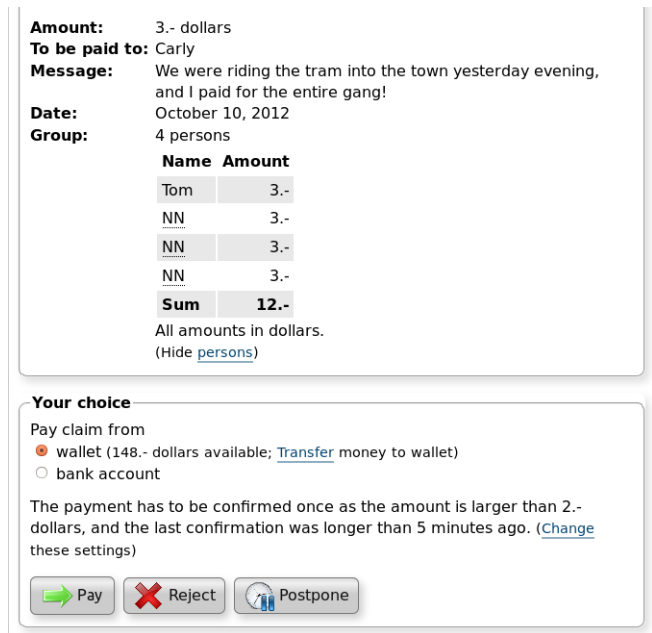 Amount: 3.- dollars
To be paid to: Carly
Message: We were riding the tram into the town yesterday evening,
and I paid for the entire gang!
Date: October 10, 2012
Group: 4 persons
Name Amount
Tom 3.-
NN 3.-
NN 3.-
NN 3.-
Sum 12.-
All amounts in dollars.
(Hide persons)
Your choice
Pay claim from
wallet (148.- dollars available; Transfer money to wallet)
bank account
The payment has to be confirmed once as the amount is larger than 2.-
dollars, and the last confirmation was longer than 5 minutes ago. (Change
these settings)
Pay Reject Postpone